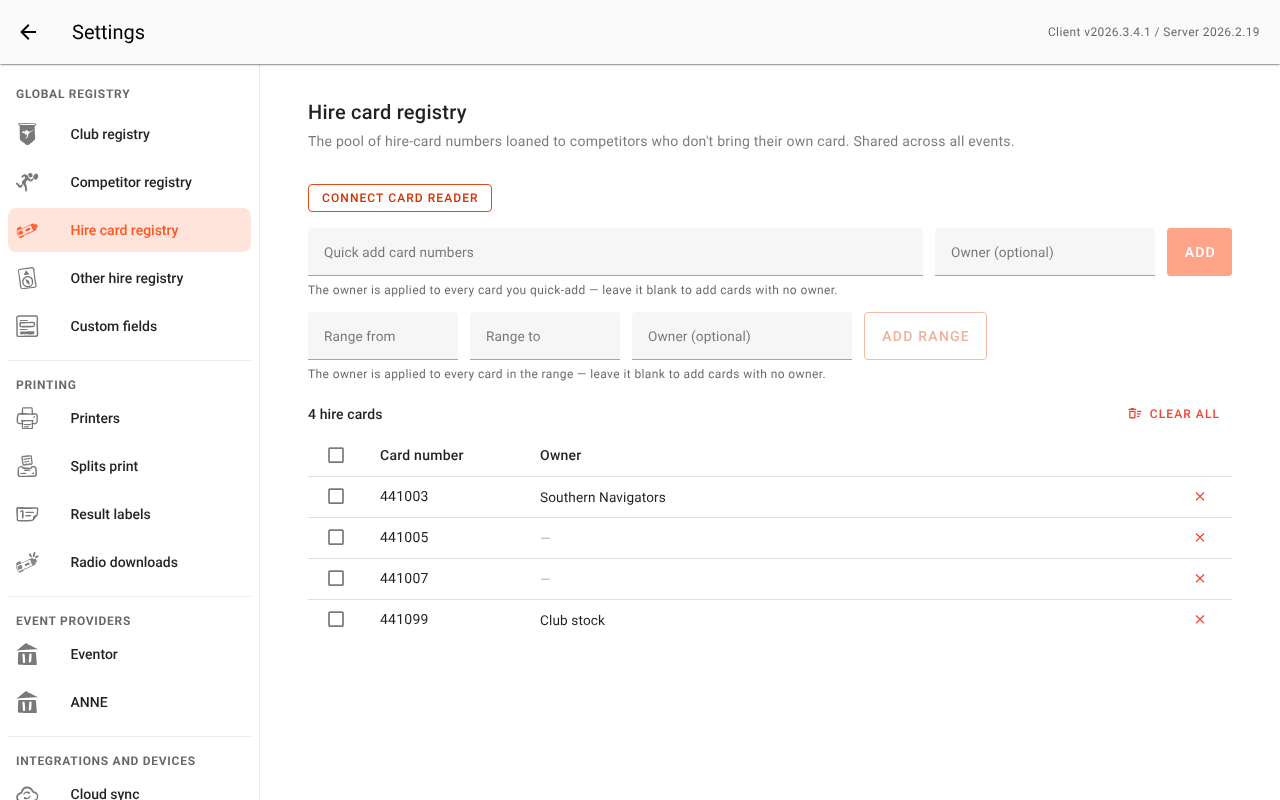 Settings
Client v2026.3.4.1 / Server 2026.2.19
GLOBAL REGISTRY
Club registry
Competitor registry
Hire card registry
Other hire registry
Custom fields
PRINTING
Printers
Splits print
Result labels
Radio downloads
EVENT PROVIDERS
Eventor
ANNE
INTEGRATIONS AND DEVICES
Cloud sync
Hire card registry
The pool of hire-card numbers loaned to competitors who don't bring their own card. Shared across all events.
CONNECT CARD READER
Quick add card numbers
Owner (optional)
ADD
The owner is applied to every card you quick-add — leave it blank to add cards with no owner.
Range from
Range to
Owner (optional)
ADD RANGE
The owner is applied to every card in the range — leave it blank to add cards with no owner.
4 hire cards
CLEAR ALL
Card number Owner
441003 Southern Navigators
441005 —
441007 —
441099 Club stock